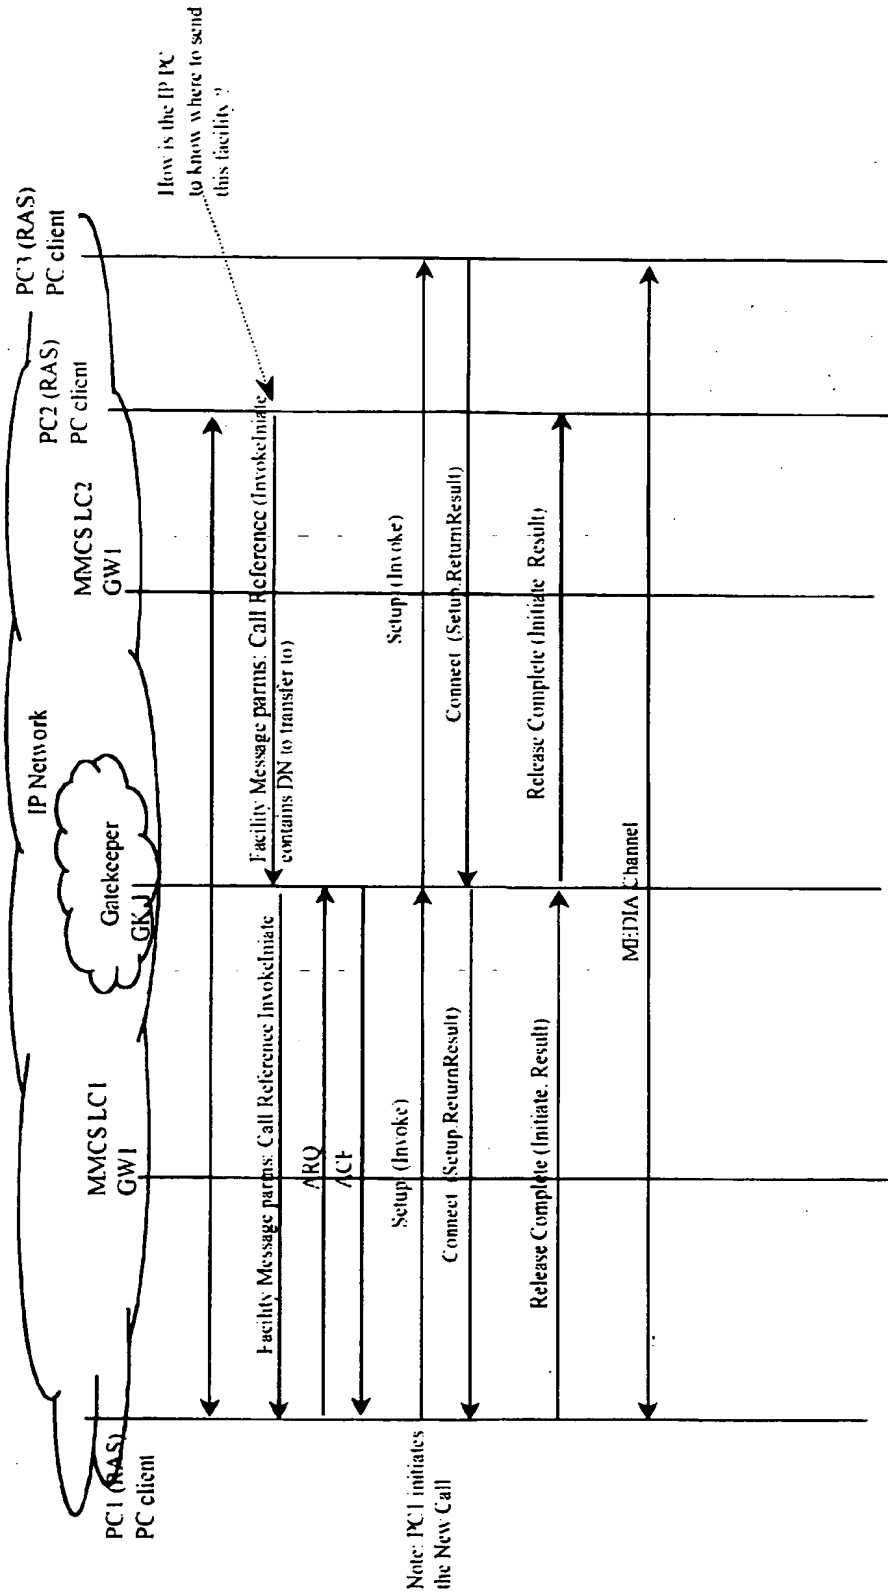 How is the IP PC
to know where to send
this facility ?
PC3 (RAS)
PC client
PC2 (RAS)
PC client
MMCS LC2
GW1
IP Network
Gatekeeper
GK1
MMCS LC1
GW1
PC1 (RAS)
PC client
Facility Message parms: Call Reference (InvokeIniate
contains DN to transfer to)
Facility Message parms: Call Reference InvokeIniate
ARQ
ACF
Setup (Invoke)
Setup (Invoke)
Connect (Setup.ReturnResult)
Connect (Setup.ReturnResult)
Release Complete (Initiate. Result)
Release Complete (Initiate. Result)
MEDIA Channel
Note: PC1 initiates
the New Call